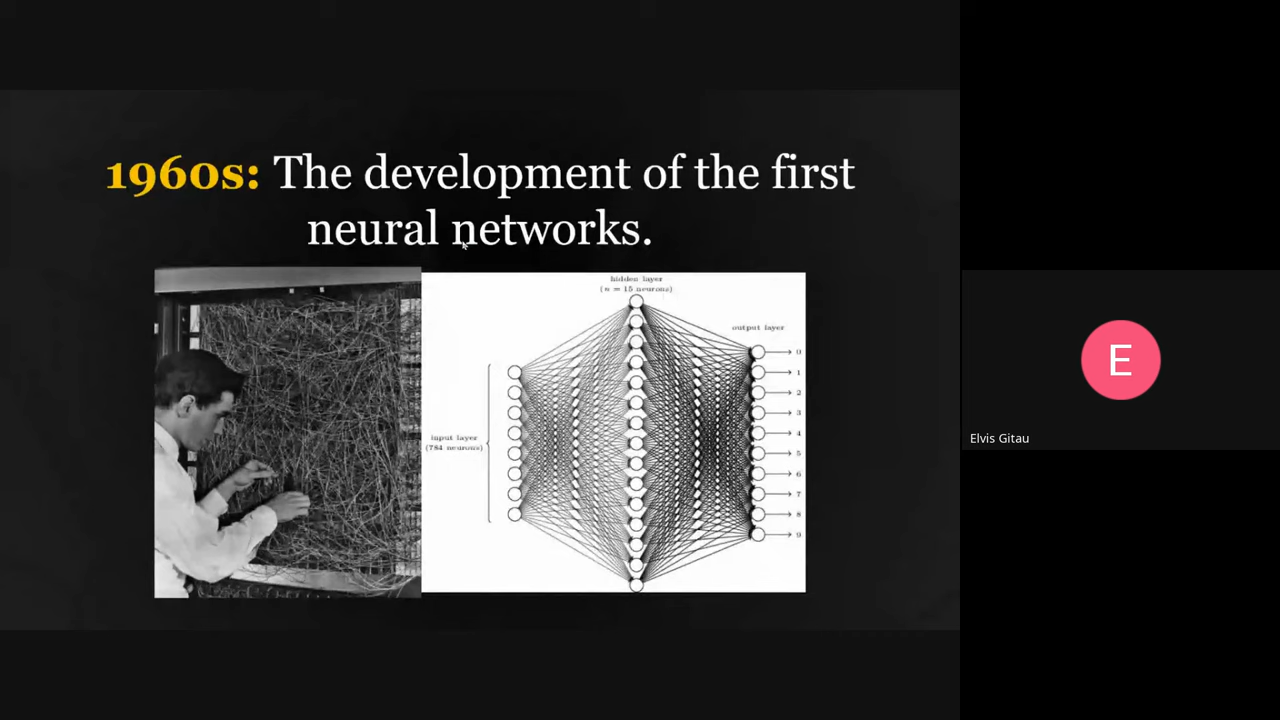 1960s: The development of the first
neural networks.
hidden layer
(n = 15 neurons)
output layer
input layer
(784 neurons)
0
1
2
3
4
5
6
7
8
9
E
Elvis Gitau